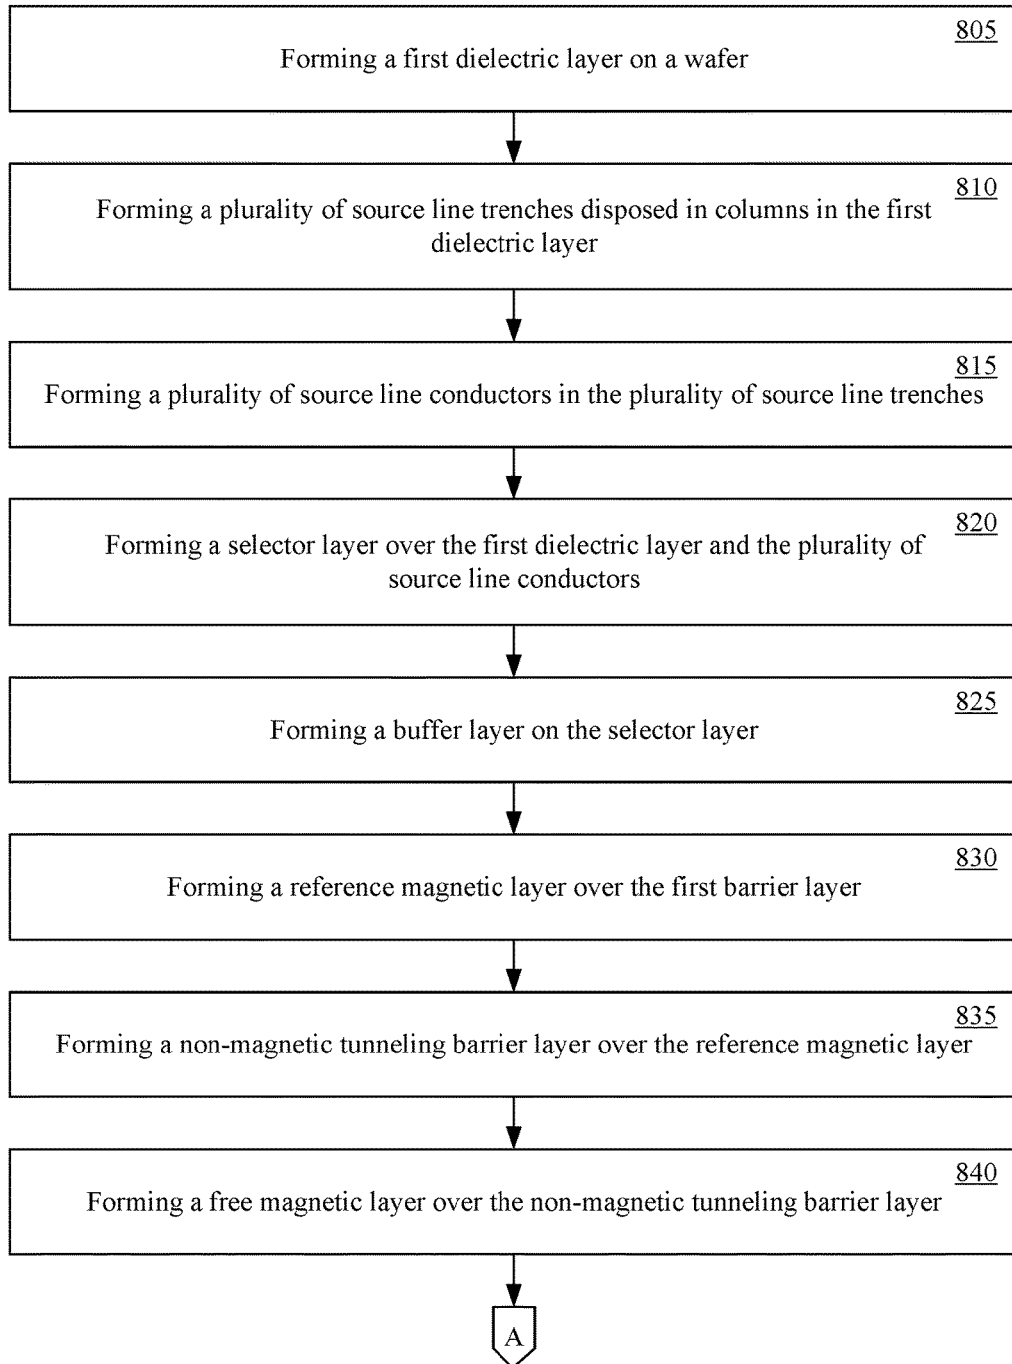 805
Forming a first dielectric layer on a wafer
810
Forming a plurality of source line trenches disposed in columns in the first
dielectric layer
815
Forming a plurality of source line conductors in the plurality of source line trenches
820
Forming a selector layer over the first dielectric layer and the plurality of
source line conductors
825
Forming a buffer layer on the selector layer
830
Forming a reference magnetic layer over the first barrier layer
835
Forming a non-magnetic tunneling barrier layer over the reference magnetic layer
840
Forming a free magnetic layer over the non-magnetic tunneling barrier layer
A